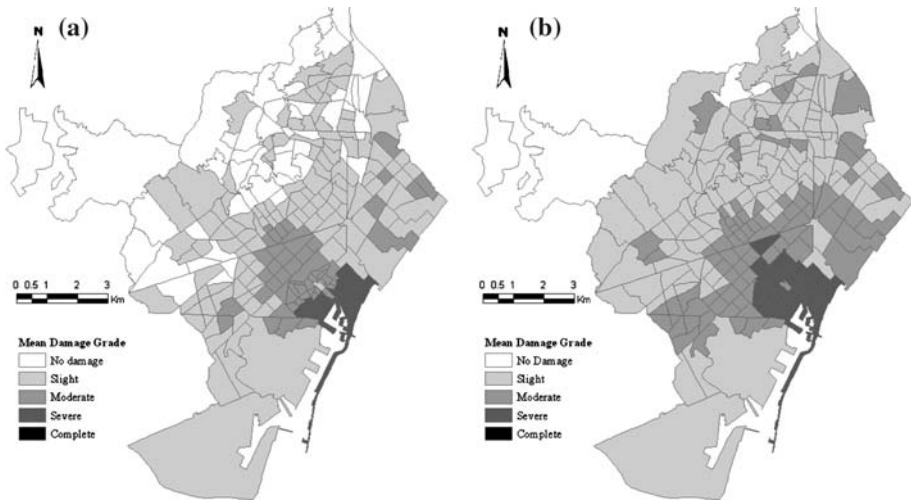 (a)
N
0 0.5 1 2 3
Km
Mean Damage Grade
No damage
Slight
Moderate
Severe
Complete
(b)
N
0 0.5 1 2 3
Km
Mean Damage Grade
No Damage
Slight
Moderate
Severe
Complete